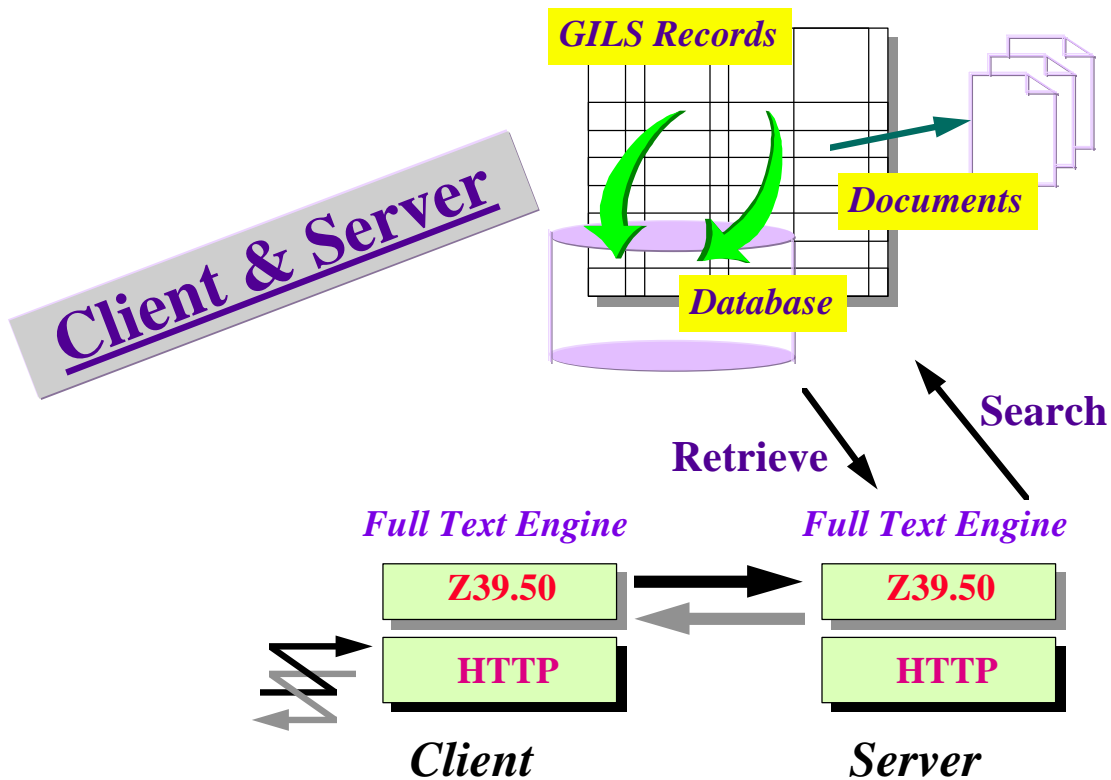 GILS Records
Documents
Client & Server
Database
Search
Retrieve
Full Text Engine
Full Text Engine
Z39.50
Z39.50
HTTP
HTTP
Client
Server